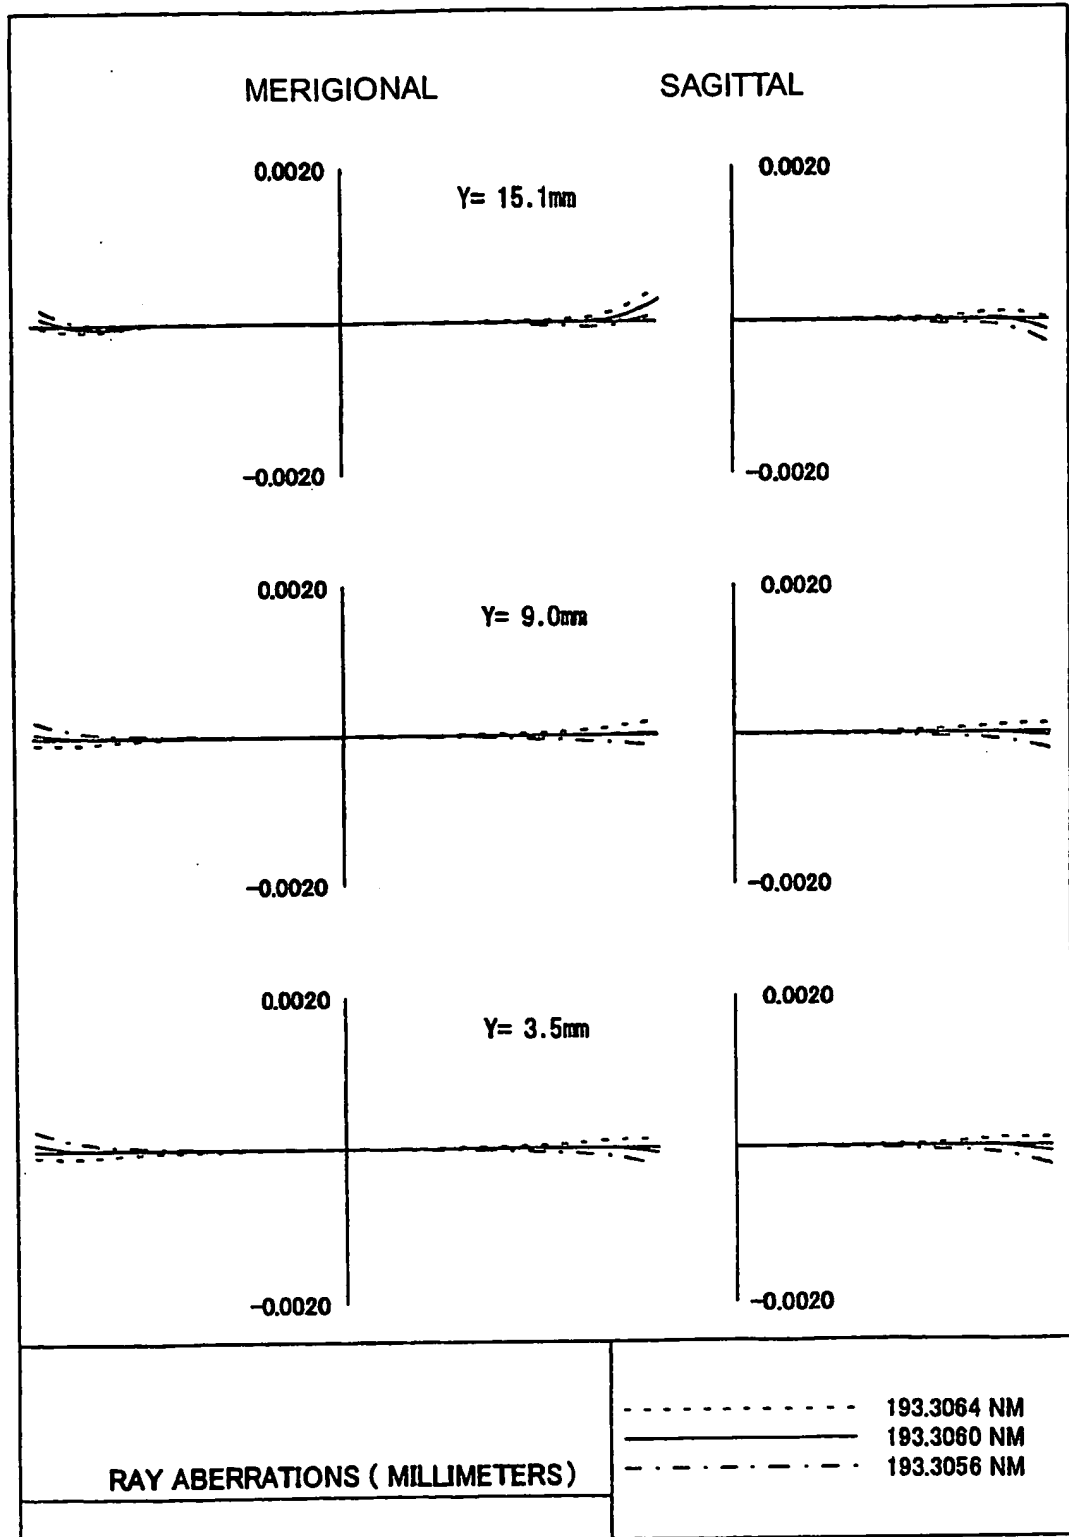 MERIGIONAL SAGITTAL
0.0020 0.0020
Y= 15.1mm
-0.0020 -0.0020
0.0020 0.0020
Y= 9.0mm
-0.0020 -0.0020
0.0020 0.0020
Y= 3.5mm
-0.0020 -0.0020
193.3064 NM
193.3060 NM
193.3056 NM
RAY ABERRATIONS ( MILLIMETERS )